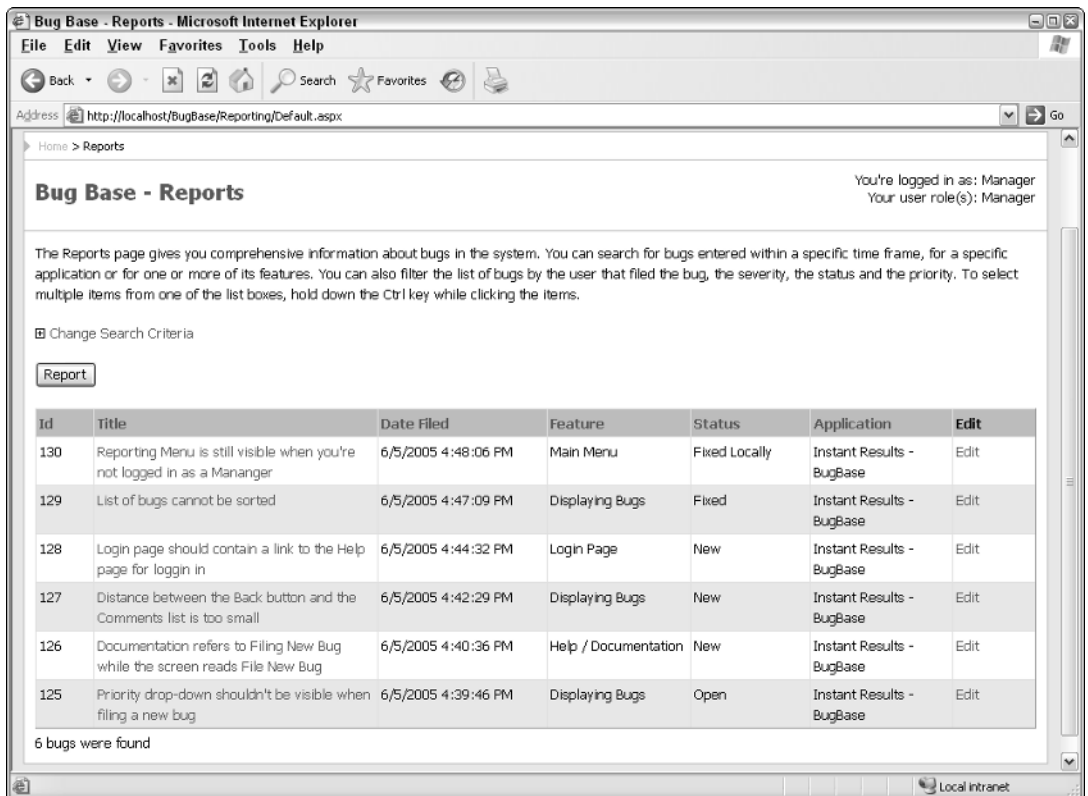 Bug Base - Reports - Microsoft Internet Explorer
File Edit View Favorites Tools Help
Back Search Favorites
Address http://localhost/BugBase/Reporting/Default.aspx Go
Home > Reports
Bug Base - Reports
You're logged in as: Manager
Your user role(s): Manager
The Reports page gives you comprehensive information about bugs in the system. You can search for bugs entered within a specific time frame, for a specific
application or for one or more of its features. You can also filter the list of bugs by the user that filed the bug, the severity, the status and the priority. To select
multiple items from one of the list boxes, hold down the Ctrl key while clicking the items.
Change Search Criteria
Report
Id Title Date Filed Feature Status Application Edit
130 Reporting Menu is still visible when you're 6/5/2005 4:48:06 PM Main Menu Fixed Locally Instant Results - Edit
not logged in as a Mananger BugBase
129 List of bugs cannot be sorted 6/5/2005 4:47:09 PM Displaying Bugs Fixed Instant Results - Edit
BugBase
128 Login page should contain a link to the Help 6/5/2005 4:44:32 PM Login Page New Instant Results - Edit
page for loggin in BugBase
127 Distance between the Back button and the 6/5/2005 4:42:29 PM Displaying Bugs New Instant Results - Edit
Comments list is too small BugBase
126 Documentation refers to Filing New Bug 6/5/2005 4:40:36 PM Help / Documentation New Instant Results - Edit
while the screen reads File New Bug BugBase
125 Priority drop-down shouldn't be visible when 6/5/2005 4:39:46 PM Displaying Bugs Open Instant Results - Edit
filing a new bug BugBase
6 bugs were found
Local intranet